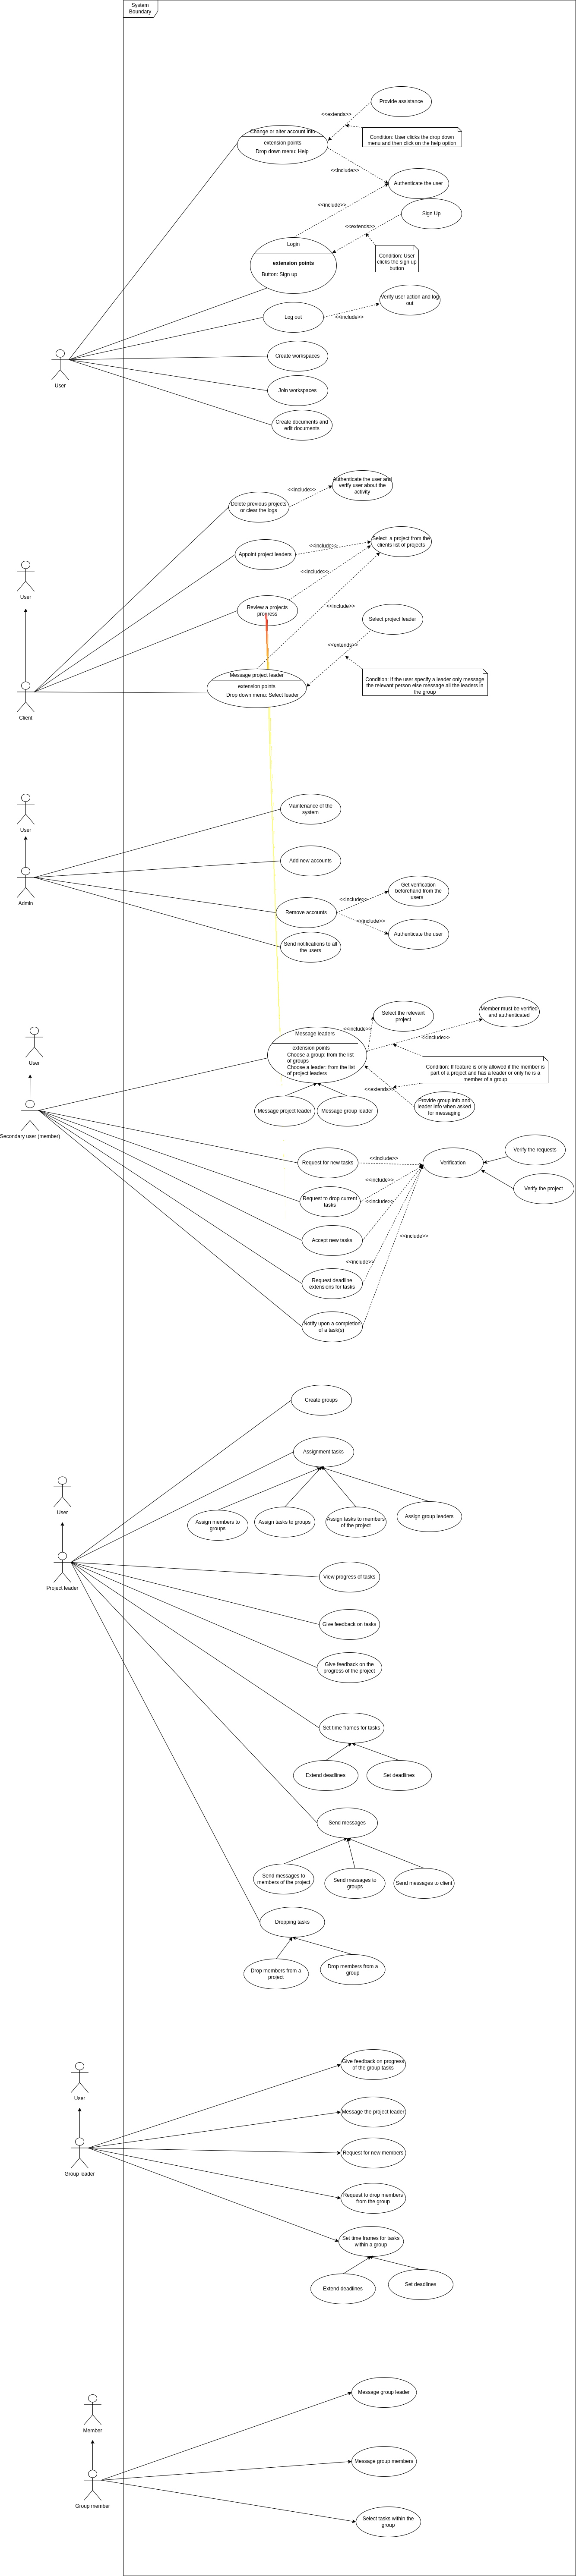 System
Boundary
Provide assistance
<<extends>>
Change or alter account info
extension points
Drop down menu: Help
Condition: User clicks the drop down
menu and then click on the help option
<<include>>
Authenticate the user
<<include>>
Sign Up
<<extends>>
Login
extension points
Button: Sign up
Condition: User
clicks the sign up
button
Verify user action and log
out
Log out
<<include>>
Create workspaces
User
Join workspaces
Create documents and
edit documents
Authenticate the user and
verify user about the
activity
<<include>>
Delete previous projects
or clear the logs
Select a project from the
clients list of projects
<<include>>
Appoint project leaders
<<include>>
User
Review a projects
progress
<<include>>
Select project leader
<<extends>>
Message project leader
extension points
Drop down menu: Select leader
Condition: If the user specify a leader only message
the relevant person else message all the leaders in
the group
Client
Maintenance of the
system
User
Add new accounts
Admin
Get verification
beforehand from the
users
<<include>>
Remove accounts
<<include>>
Authenticate the user
Send notifications to all
the users
Member must be verified
and authenticated
Select the relevant
project
<<include>>
Message leaders
<<include>>
extension points
Choose a group: from the list
of groups
Choose a leader: from the list
of project leaders
User
Condition: If feature is only allowed if the member is
part of a project and has a leader or only he is a
member of a group
<<extends>>
Provide group info and
leader info when asked
for messaging
Message project leader
Message group leader
Secondary user (member)
Verify the requests
Request for new tasks
<<include>>
Verification
<<include>>
Verify the project
Request to drop current
tasks
<<include>>
Accept new tasks
<<include>>
<<include>>
Request deadline
extensions for tasks
Notify upon a completion
of a task(s)
Create groups
Assignment tasks
User
Assign members to
groups
Assign tasks to groups
Assign tasks to members
of the project
Assign group leaders
Project leader
View progress of tasks
Give feedback on tasks
Give feedback on the
progress of the project
Set time frames for tasks
Extend deadlines
Set deadlines
Send messages
Send messages to
members of the project
Send messages to
groups
Send messages to client
Dropping tasks
Drop members from a
project
Drop members from a
group
Give feedback on progress
of the group tasks
User
Message the project leader
Request for new members
Group leader
Request to drop members
from the group
Set time frames for tasks
within a group
Extend deadlines
Set deadlines
Message group leader
Member
Message group members
Group member
Select tasks within the
group